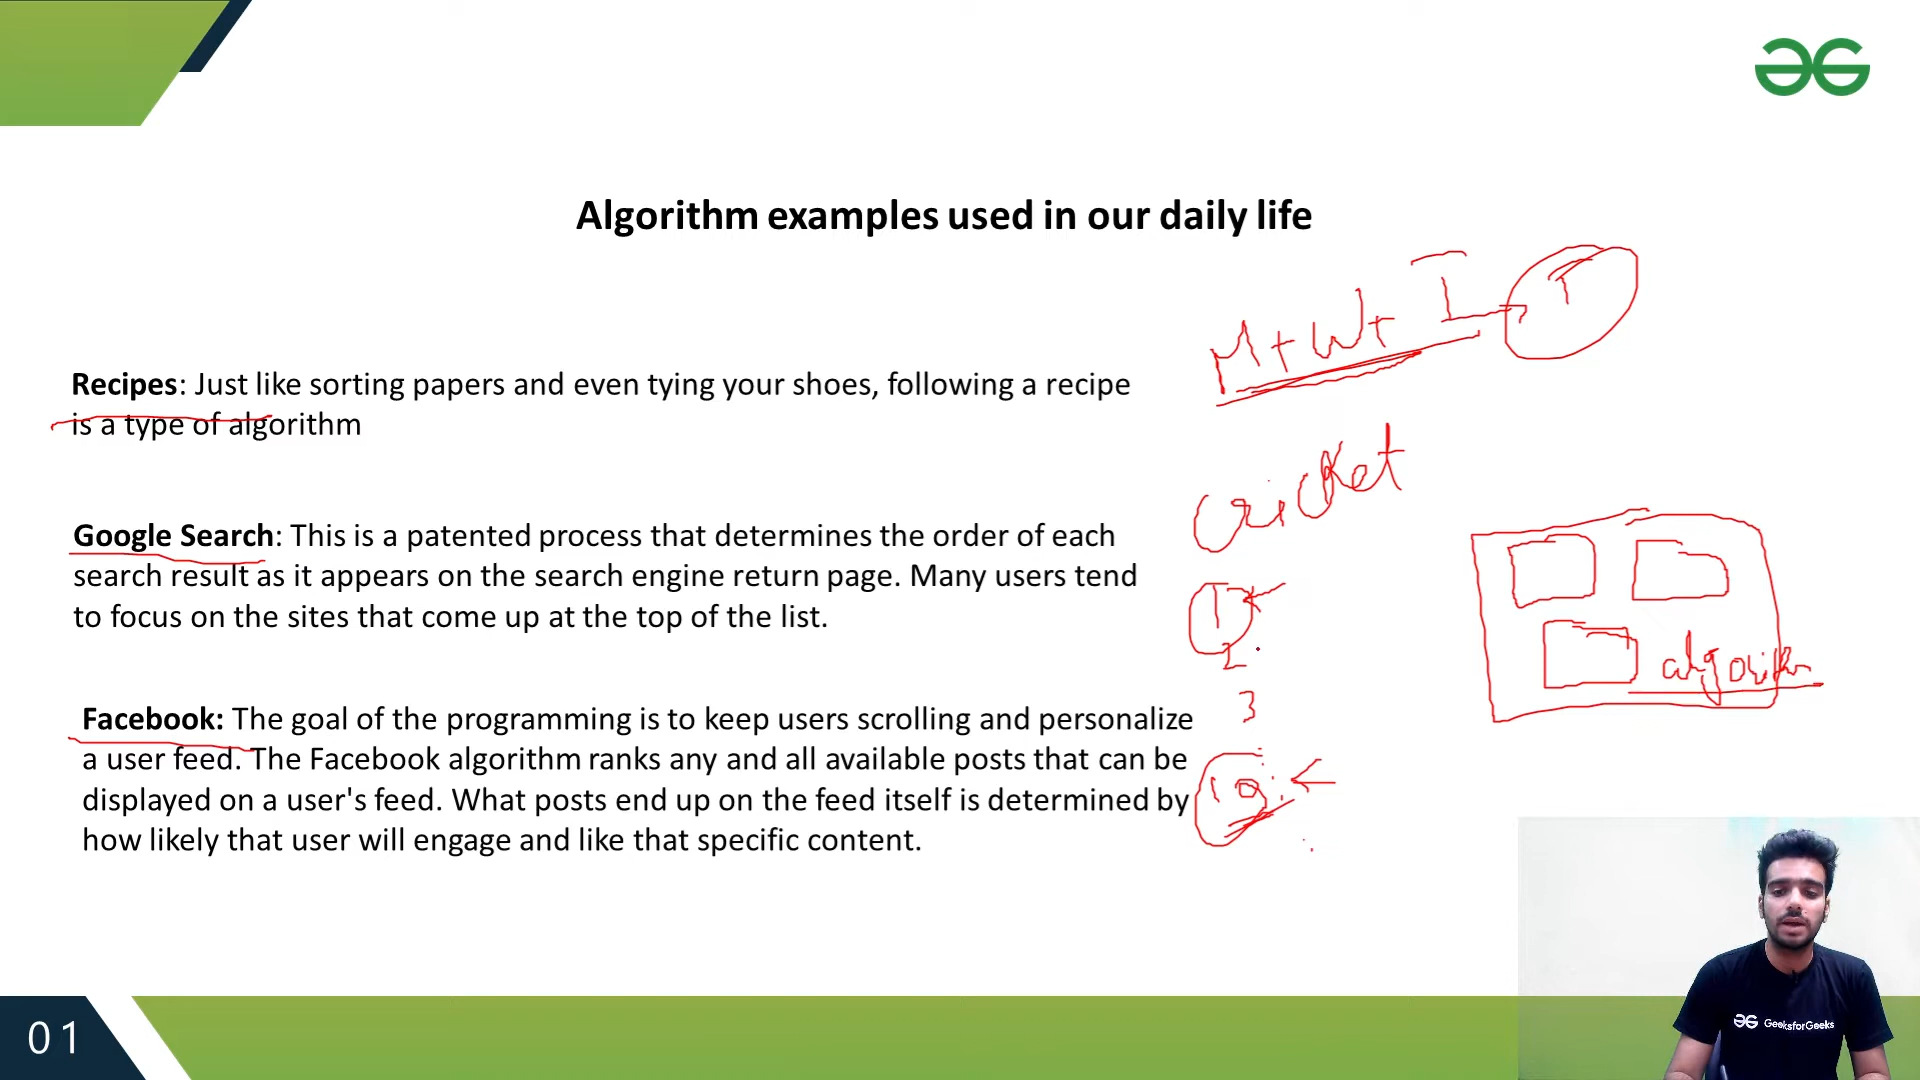 Algorithm examples used in our daily life
M+W+ I T
Recipes: Just like sorting papers and even tying your shoes, following a recipe
is a type of algorithm
cricket
Google Search: This is a patented process that determines the order of each
search result as it appears on the search engine return page. Many users tend
to focus on the sites that come up at the top of the list.
1
2
3
10
algorithm
Facebook: The goal of the programming is to keep users scrolling and personalize
a user feed. The Facebook algorithm ranks any and all available posts that can be
displayed on a user's feed. What posts end up on the feed itself is determined by
how likely that user will engage and like that specific content.
GeeksforGeeks
01